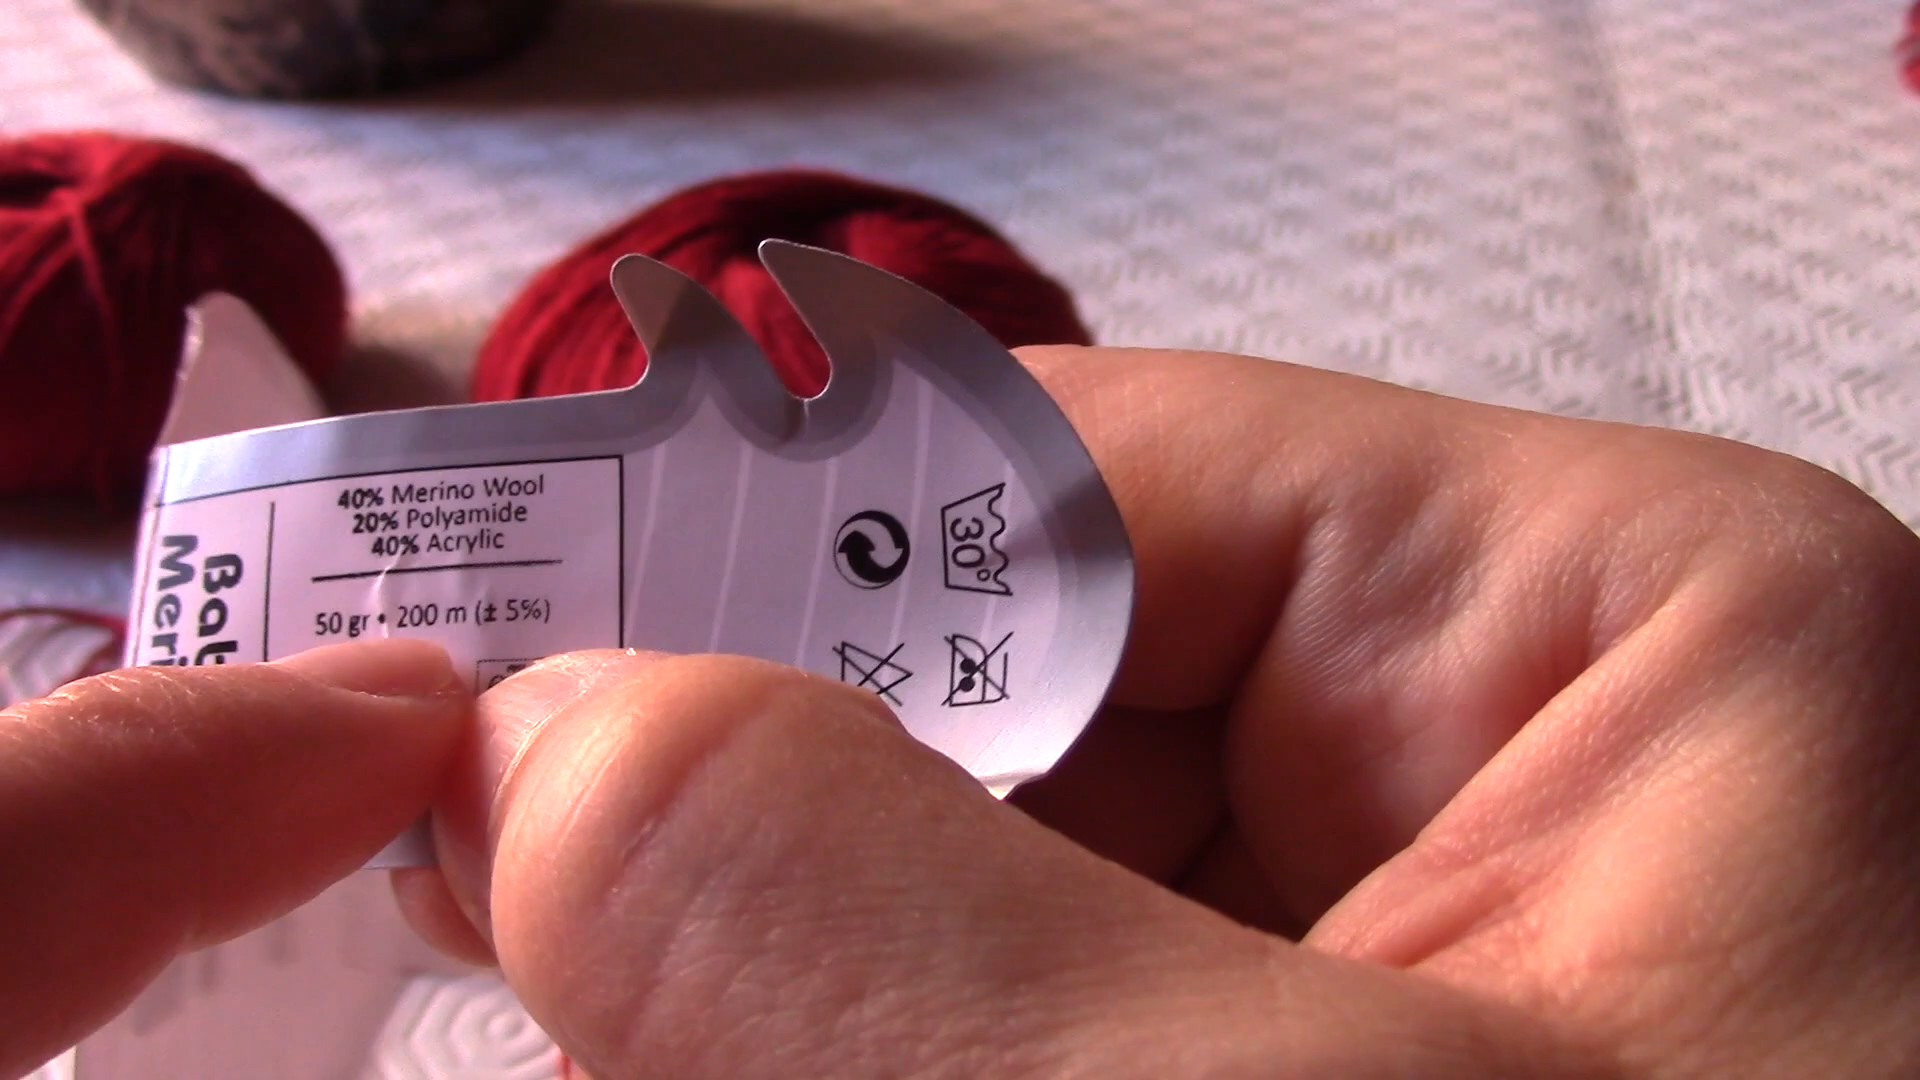 40% Merino Wool
20% Polyamide
40% Acrylic
50 gr • 200 m (± 5%)
30°